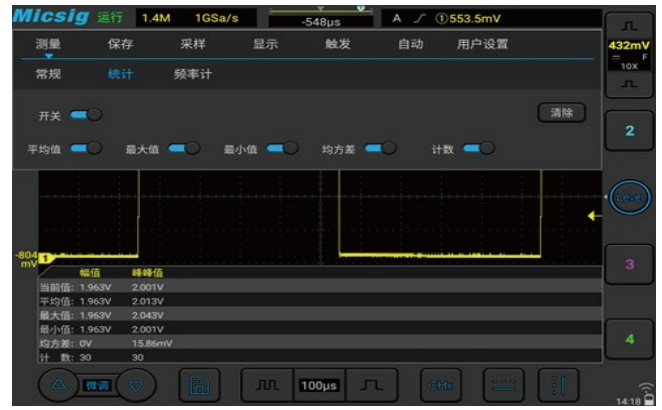 Micsig 运行 1.4M 1GSa/s -548μs A ①553.5mV
测量 保存 采样 显示 触发 自动 用户设置
432mV
F
10X
常规 统计 频率计
开关 清除
平均值 最大值 最小值 均方差 计数
2
Level
-804
mV
1
3
幅值 峰峰值
当前值: 1.963V 2.001V
平均值: 1.963V 2.013V
最大值: 1.963V 2.043V
最小值: 1.963V 2.001V
均方差: 0V 15.86mV
计 数: 30 30
4
微调 100μs
14:18